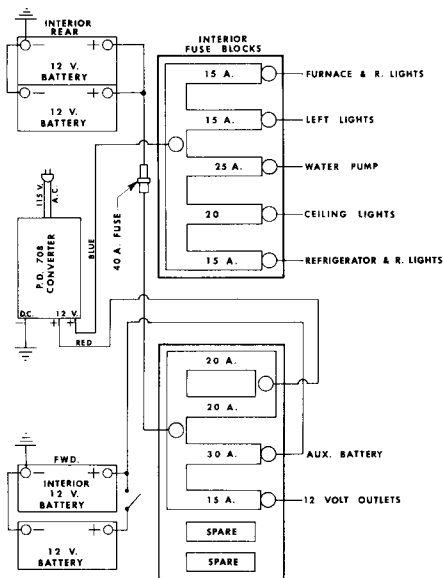 INTERIOR
REAR
− +
12 V.
BATTERY
− +
12 V.
BATTERY
INTERIOR
FUSE BLOCKS
15 A.
FURNACE & R. LIGHTS
15 A.
LEFT LIGHTS
25 A.
WATER PUMP
20
CEILING LIGHTS
15 A.
REFRIGERATOR & R. LIGHTS
115 V.
A.C.
P.D. 708
CONVERTER
D.C. 12 V.
− + +
BLUE
RED
40 A. FUSE
20 A.
20 A.
30 A.
AUX. BATTERY
15 A.
12 VOLT OUTLETS
SPARE
SPARE
FWD.
− +
INTERIOR
12 V.
BATTERY
− +
12 V.
BATTERY